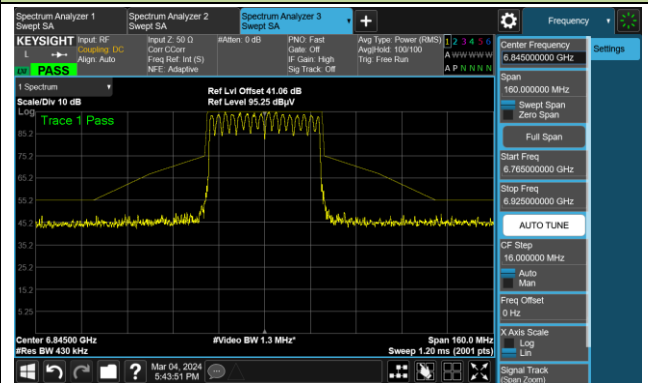 Spectrum Analyzer 1
Swept SA
Spectrum Analyzer 2
Swept SA
Spectrum Analyzer 3
Swept SA
Frequency
KEYSIGHT
L
PASS
Input: RF
Coupling: DC
Align: Auto
Input Z: 50 Ω
Corr CCorr
Freq Ref: Int (S)
NFE: Adaptive
#Atten: 0 dB
PNO: Fast
Gate: Off
IF Gain: High
Sig Track: Off
Avg Type: Power (RMS)
Avg|Hold: 100/100
Trig: Free Run
1 2 3 4 5 6
A W W W W W
A P N N N N
Center Frequency
6.845000000 GHz
Settings
Span
160.000000 MHz
Swept Span
Zero Span
Full Span
Start Freq
6.765000000 GHz
Stop Freq
6.925000000 GHz
AUTO TUNE
CF Step
16.000000 MHz
Auto
Man
Freq Offset
0 Hz
X Axis Scale
Log
Lin
Signal Track
(Span Zoom)
1 Spectrum
Scale/Div 10 dB
Ref Lvl Offset 41.06 dB
Ref Level 95.25 dBµV
Log
Trace 1 Pass
85.2
75.2
65.2
55.2
45.2
35.2
25.2
15.2
5.25
Center 6.84500 GHz
#Res BW 430 kHz
#Video BW 1.3 MHz*
Span 160.0 MHz
Sweep 1.20 ms (2001 pts)
Mar 04, 2024
5:43:51 PM